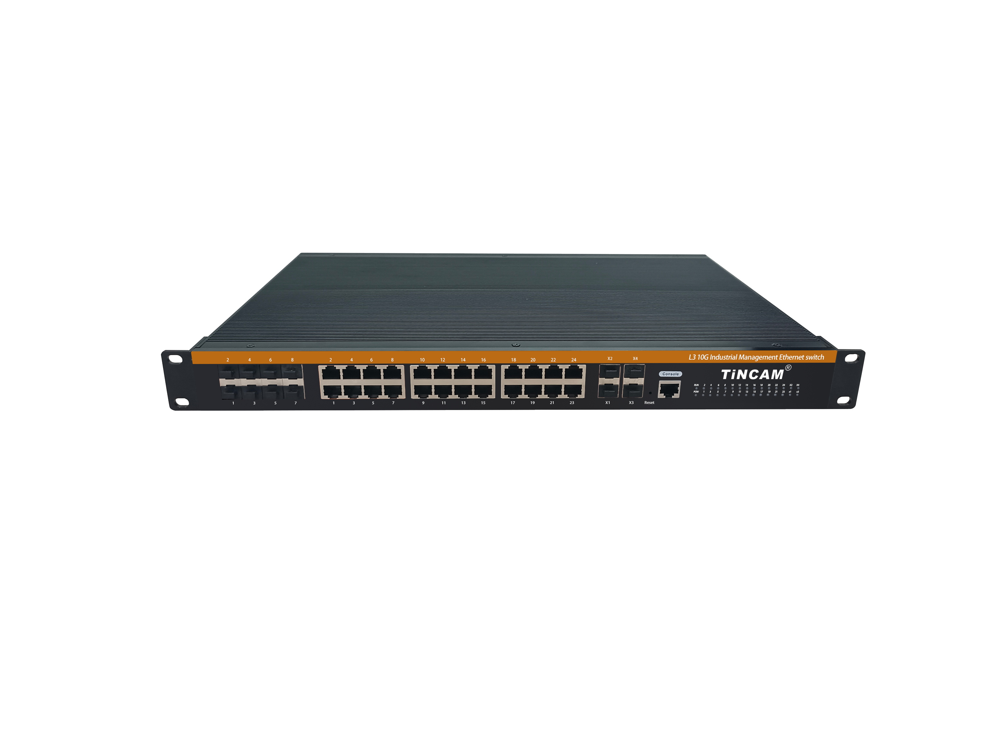 L3 10G Industrial Management Ethernet switch
2 4 6 8 2 4 6 8 10 12 14 16 18 20 22 24 X2 X4
TiNCAM®
Console
RUN 2 4 6 8 10 12 14 16 18 20 22 24 X2 X4
POW 1 3 5 7 9 11 13 15 17 19 21 23 x1 x3
1 3 5 7 1 3 5 7 9 11 13 15 17 19 21 23 X1 X3 Reset